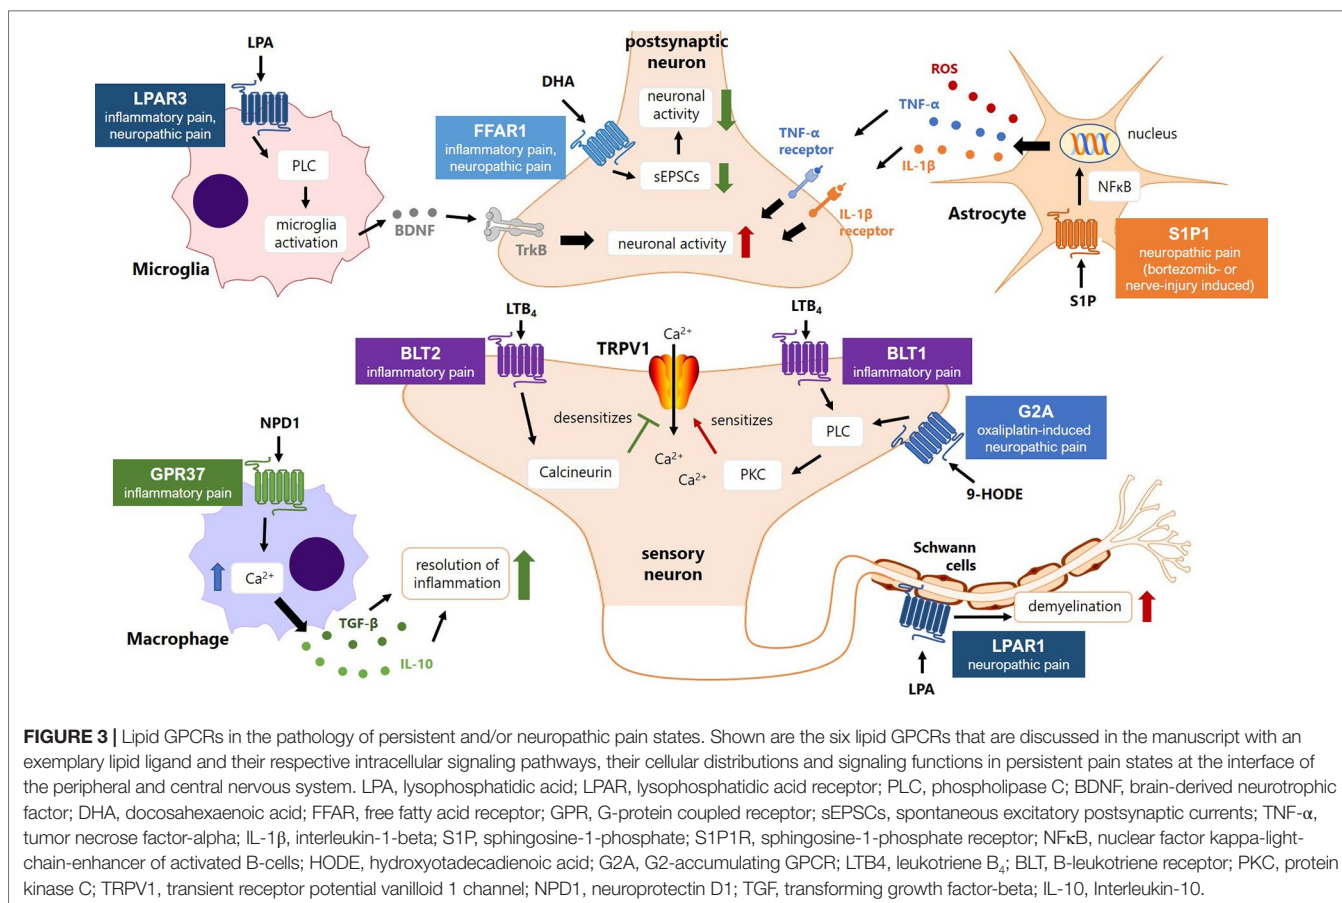 LPA
LPAR3
inflammatory pain,
neuropathic pain
PLC
microglia
activation
Microglia
BDNF
postsynaptic
neuron
DHA
FFAR1
inflammatory pain,
neuropathic pain
neuronal
activity
sEPSCs
TrkB
neuronal activity
TNF-α
receptor
IL-1β
receptor
ROS
TNF-α
IL-1β
nucleus
NFκB
Astrocyte
S1P1
neuropathic pain
(bortezomib- or
nerve-injury induced)
S1P
LTB4
BLT2
inflammatory pain
TRPV1
Ca2+
LTB4
BLT1
inflammatory pain
desensitizes
sensitizes
Calcineurin
Ca2+
Ca2+
PKC
PLC
G2A
oxaliplatin-induced
neuropathic pain
9-HODE
sensory
neuron
NPD1
GPR37
inflammatory pain
Ca2+
Macrophage
resolution of
inflammation
TGF-β
IL-10
Schwann
cells
demyelination
LPAR1
neuropathic pain
LPA
FIGURE 3 | Lipid GPCRs in the pathology of persistent and/or neuropathic pain states. Shown are the six lipid GPCRs that are discussed in the manuscript with an
exemplary lipid ligand and their respective intracellular signaling pathways, their cellular distributions and signaling functions in persistent pain states at the interface of
the peripheral and central nervous system. LPA, lysophosphatidic acid; LPAR, lysophosphatidic acid receptor; PLC, phospholipase C; BDNF, brain-derived neurotrophic
factor; DHA, docosahexaenoic acid; FFAR, free fatty acid receptor; GPR, G-protein coupled receptor; sEPSCs, spontaneous excitatory postsynaptic currents; TNF-α,
tumor necrose factor-alpha; IL-1β, interleukin-1-beta; S1P, sphingosine-1-phosphate; S1P1R, sphingosine-1-phosphate receptor; NFκB, nuclear factor kappa-light-
chain-enhancer of activated B-cells; HODE, hydroxyotadecadienoic acid; G2A, G2-accumulating GPCR; LTB4, leukotriene B4; BLT, B-leukotriene receptor; PKC, protein
kinase C; TRPV1, transient receptor potential vanilloid 1 channel; NPD1, neuroprotectin D1; TGF, transforming growth factor-beta; IL-10, Interleukin-10.